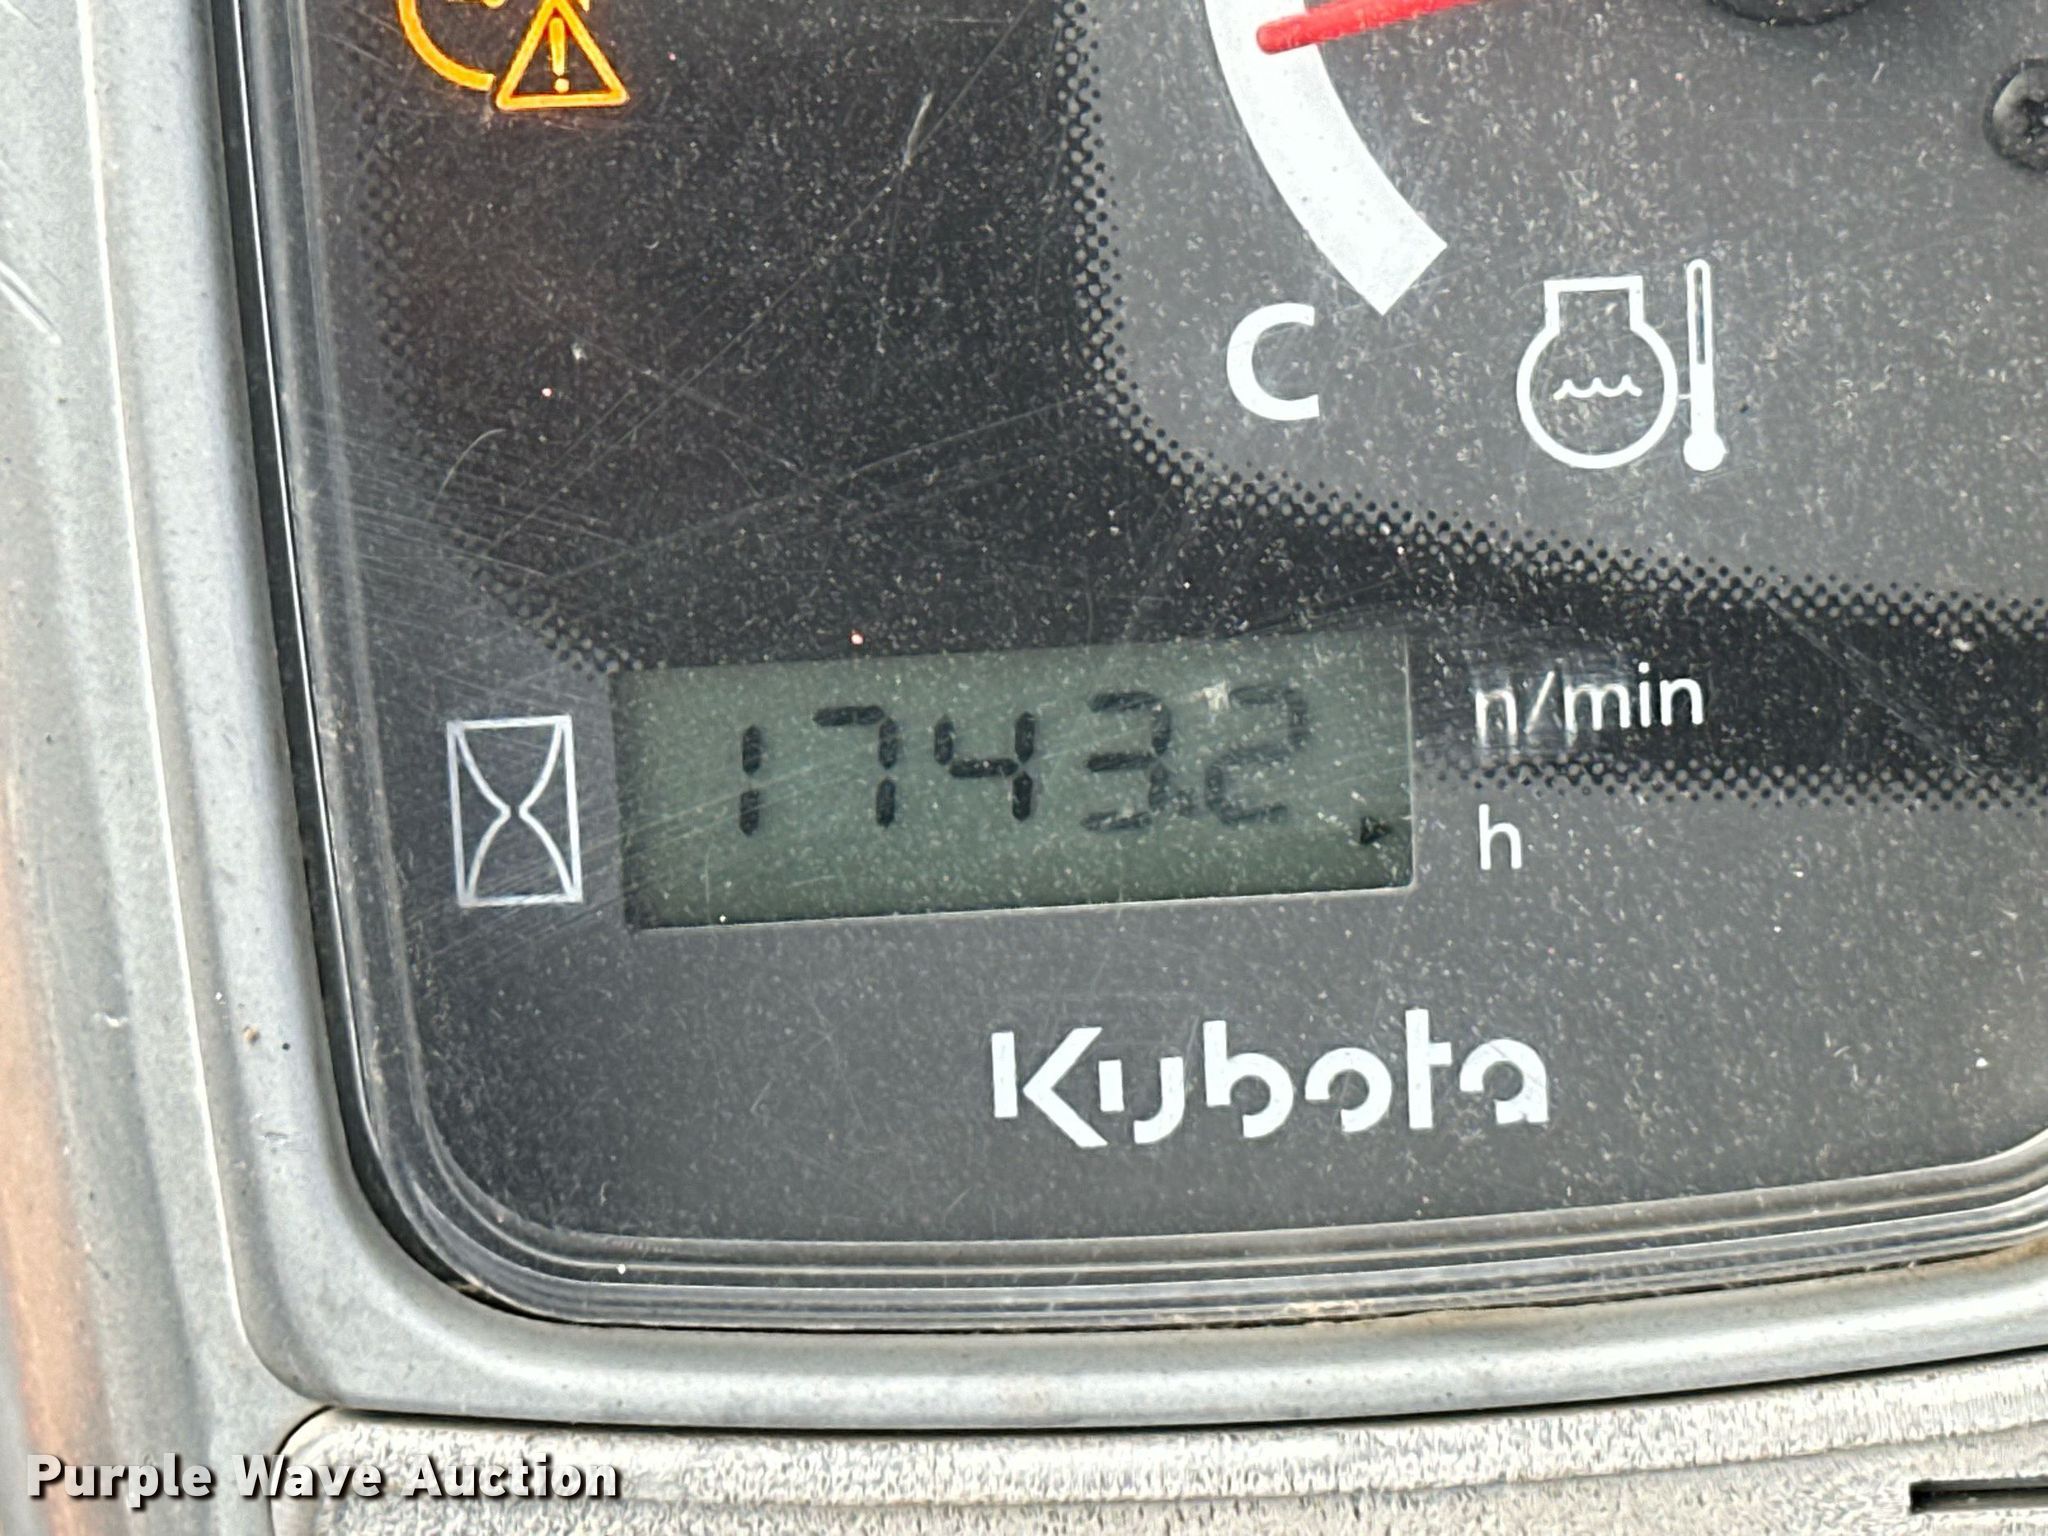 C
1743.2
n/min
h
Kubota
Purple Wave Auction